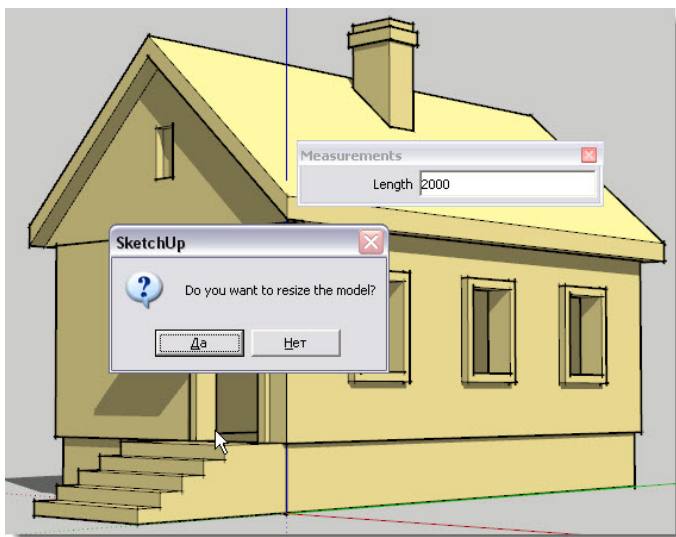 Measurements
Length 2000
SketchUp
Do you want to resize the model?
Да Нет